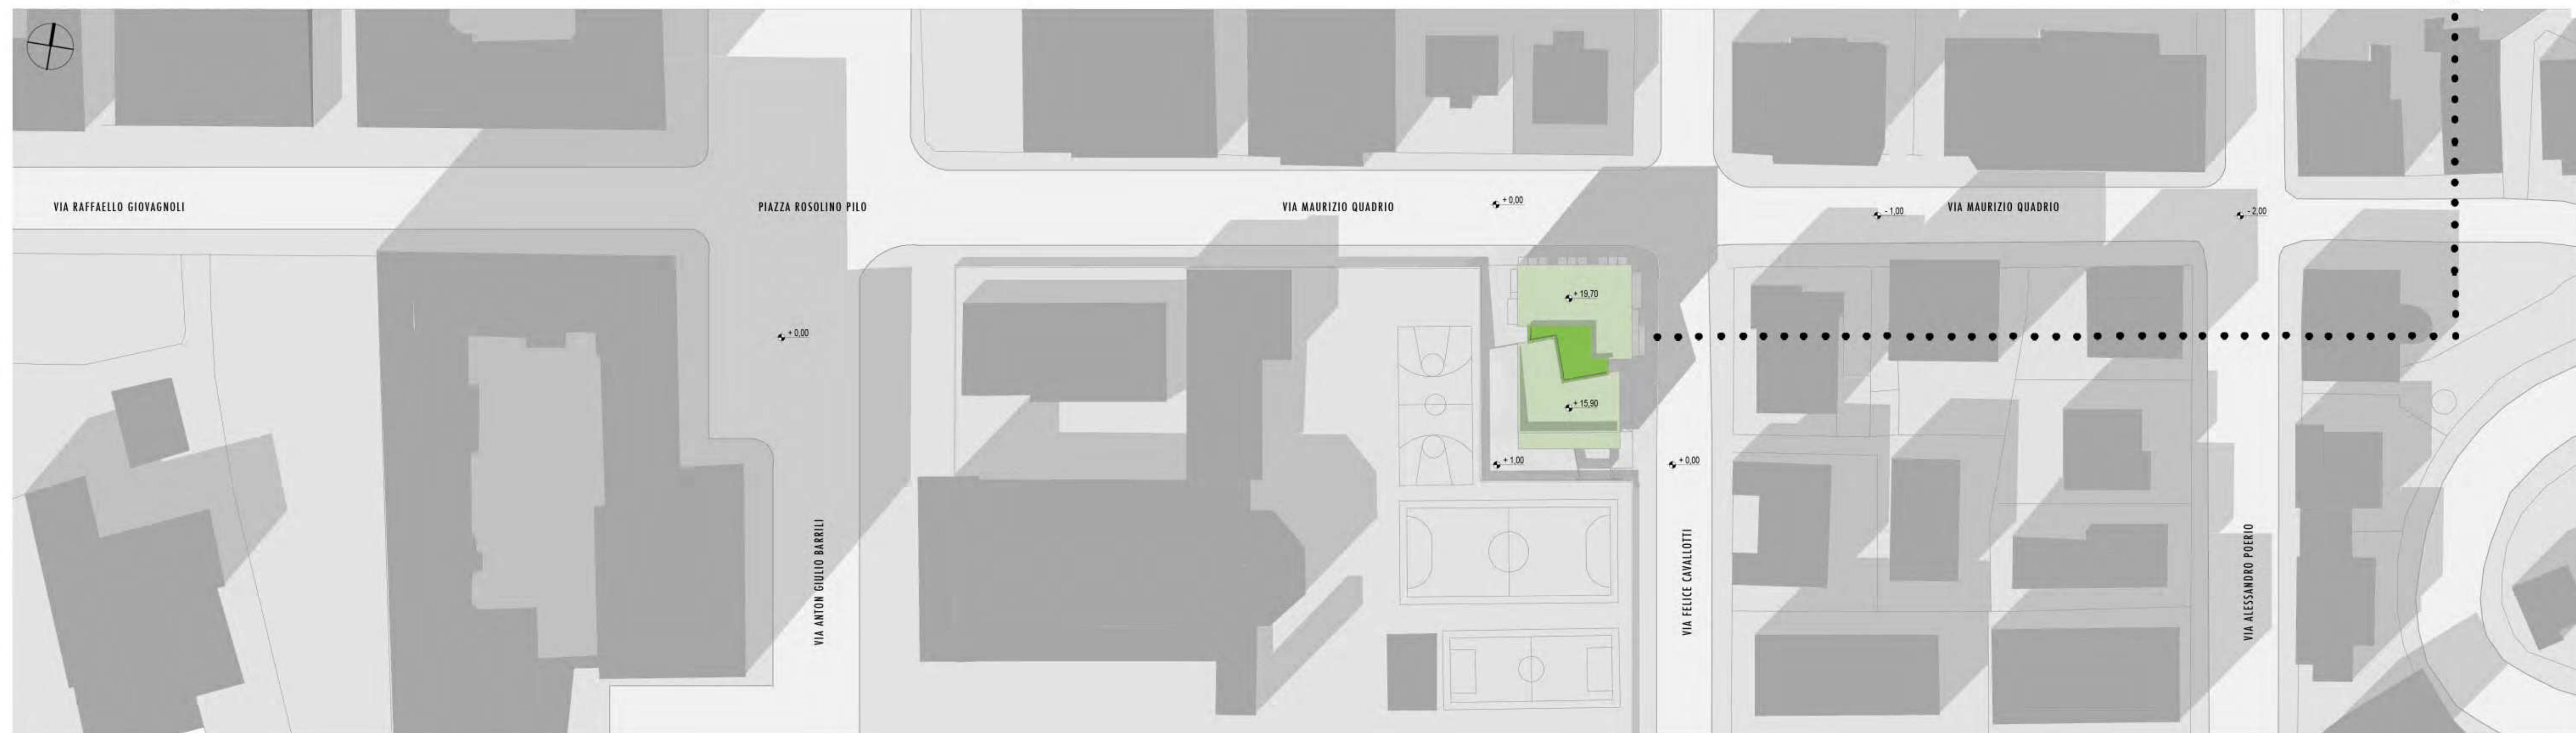 VIA RAFFAELLO GIOVAGNOLI
PIAZZA ROSOLINO PILO
VIA MAURIZIO QUADRIO
+ 0,00
- 1,00
VIA MAURIZIO QUADRIO
- 2,00
+ 19,70
+ 0,00
+ 15,90
+ 1,00
+ 0,00
VIA ANTON GIULIO BARRILI
VIA FELICE CAVALLOTTI
VIA ALESSANDRO POERIO